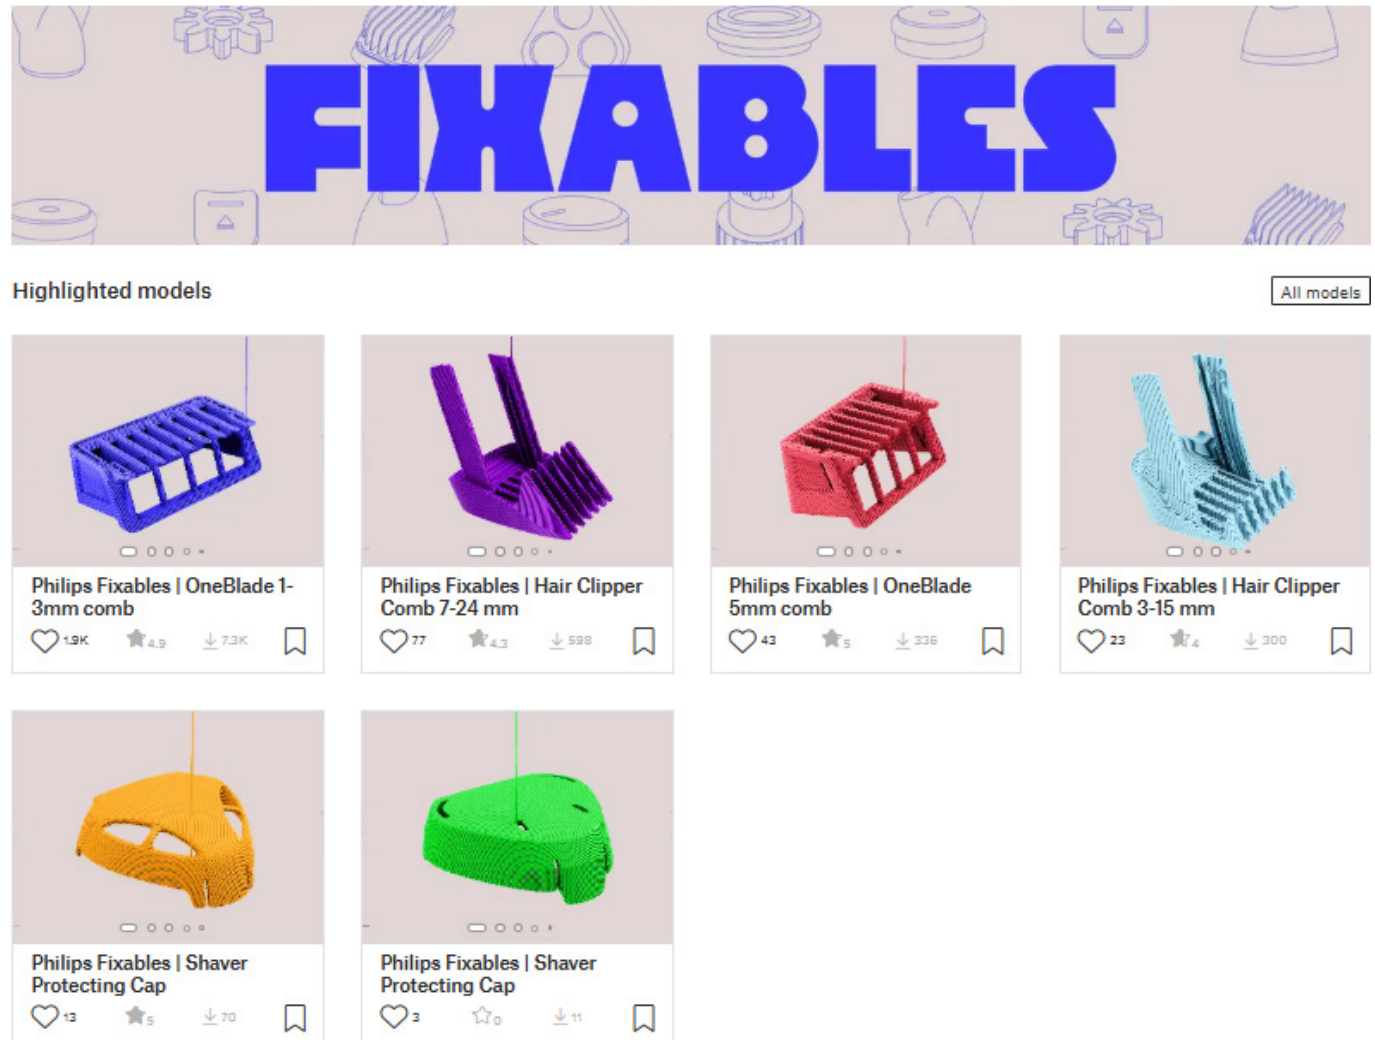 FIXABLES
Highlighted models
All models
Philips Fixables | OneBlade 1-
3mm comb
1.9K 4.9 7.3K
Philips Fixables | Hair Clipper
Comb 7-24 mm
77 4.3 598
Philips Fixables | OneBlade
5mm comb
43 5 336
Philips Fixables | Hair Clipper
Comb 3-15 mm
23 4 300
Philips Fixables | Shaver
Protecting Cap
13 5 70
Philips Fixables | Shaver
Protecting Cap
3 0 11